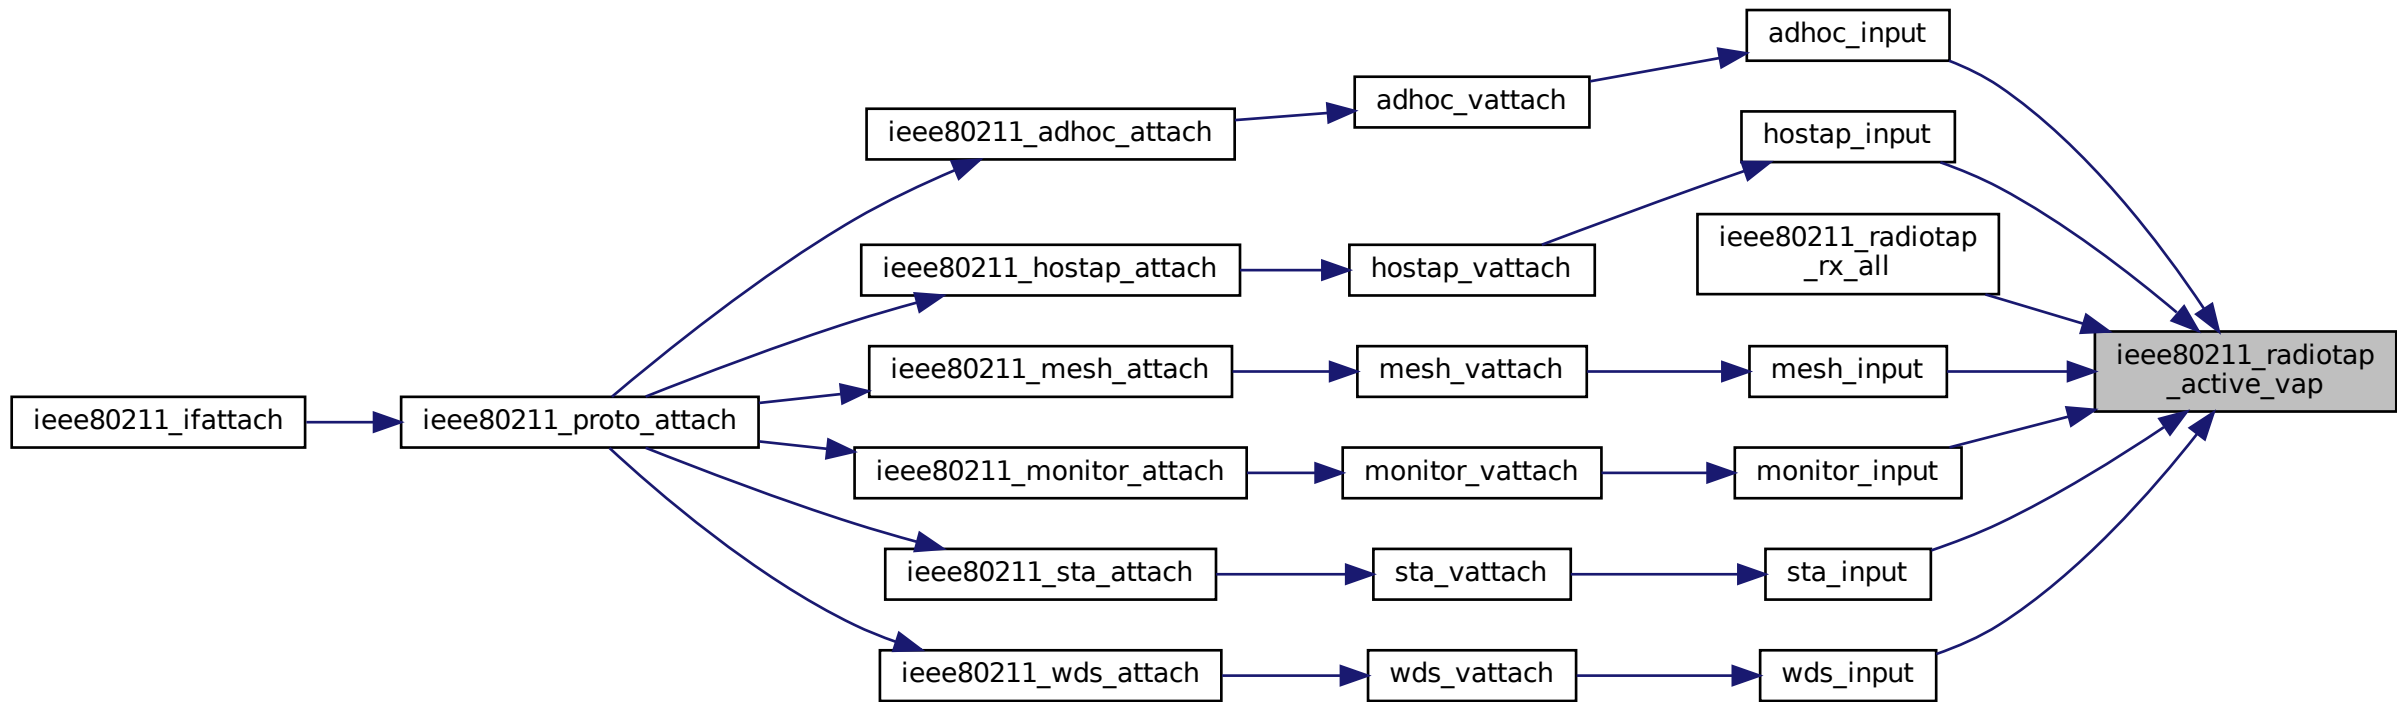 adhoc_input
adhoc_vattach
ieee80211_adhoc_attach
hostap_input
ieee80211_radiotap
_rx_all
ieee80211_hostap_attach
hostap_vattach
ieee80211_radiotap
_active_vap
ieee80211_mesh_attach
mesh_vattach
mesh_input
ieee80211_ifattach
ieee80211_proto_attach
ieee80211_monitor_attach
monitor_vattach
monitor_input
ieee80211_sta_attach
sta_vattach
sta_input
ieee80211_wds_attach
wds_vattach
wds_input